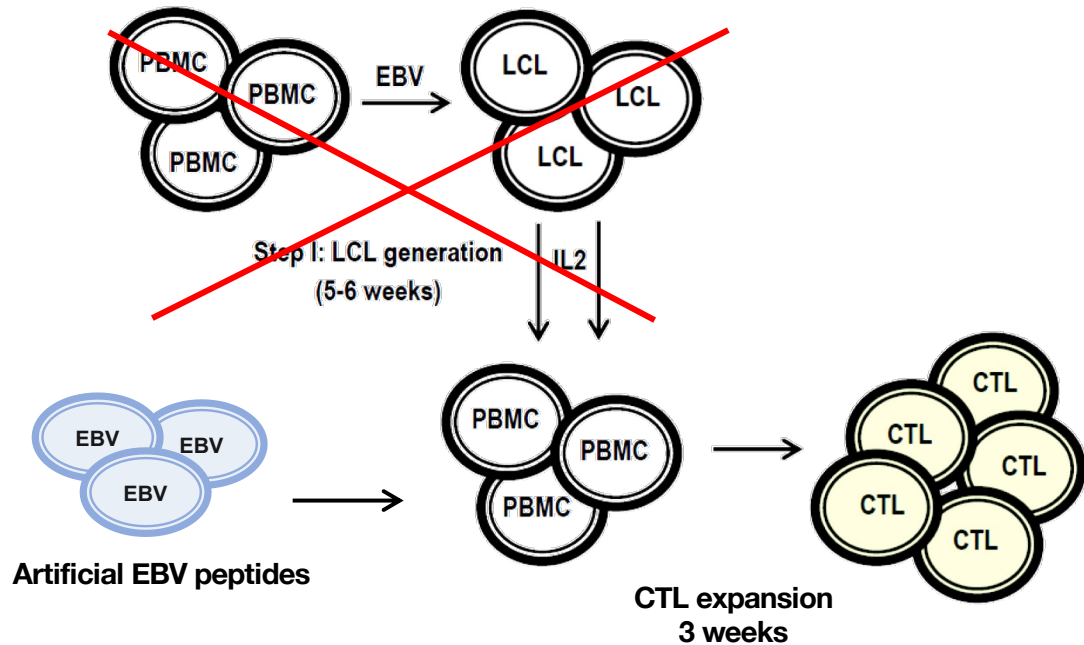 PBMC
PBMC
PBMC
EBV
LCL
LCL
LCL
Step I: LCL generation
(5-6 weeks)
IL2
EBV
EBV
EBV
Artificial EBV peptides
PBMC
PBMC
PBMC
CTL
CTL
CTL
CTL
CTL
CTL expansion
3 weeks